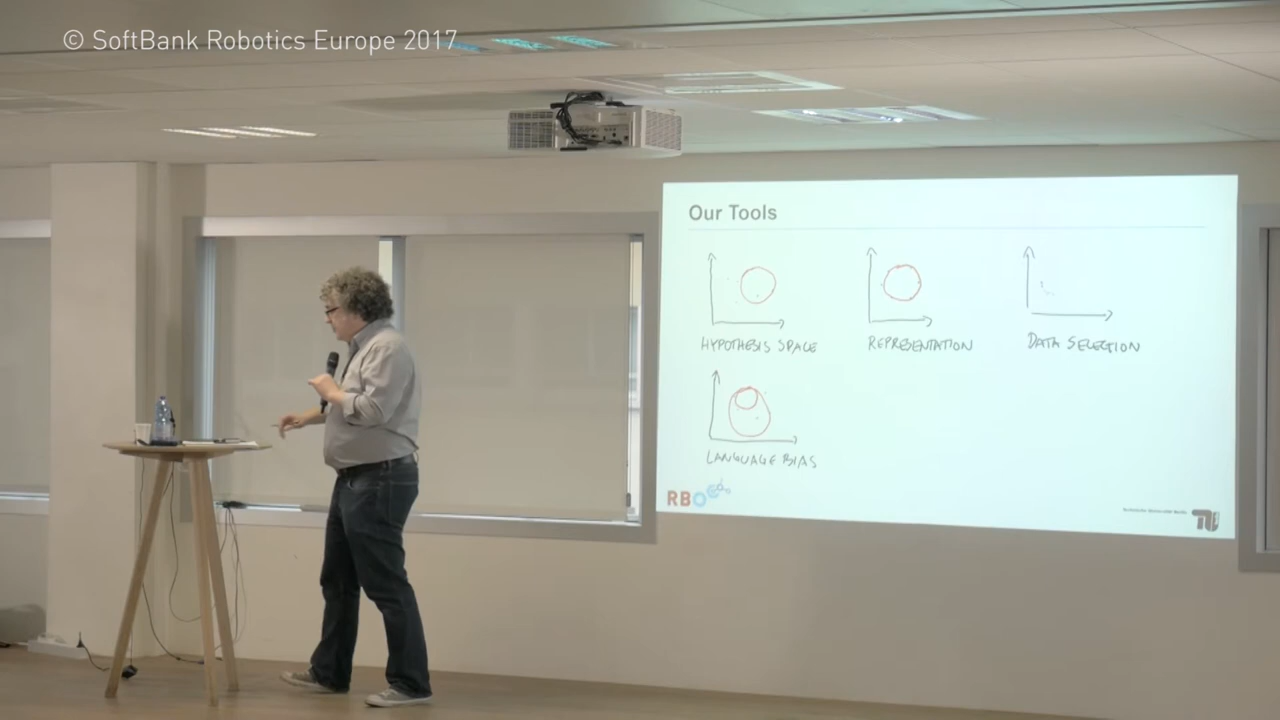 © SoftBank Robotics Europe 2017
Our Tools
HYPOTHESIS SPACE
REPRESENTATION
DATA SELECTION
LANGUAGE BIAS
RBO